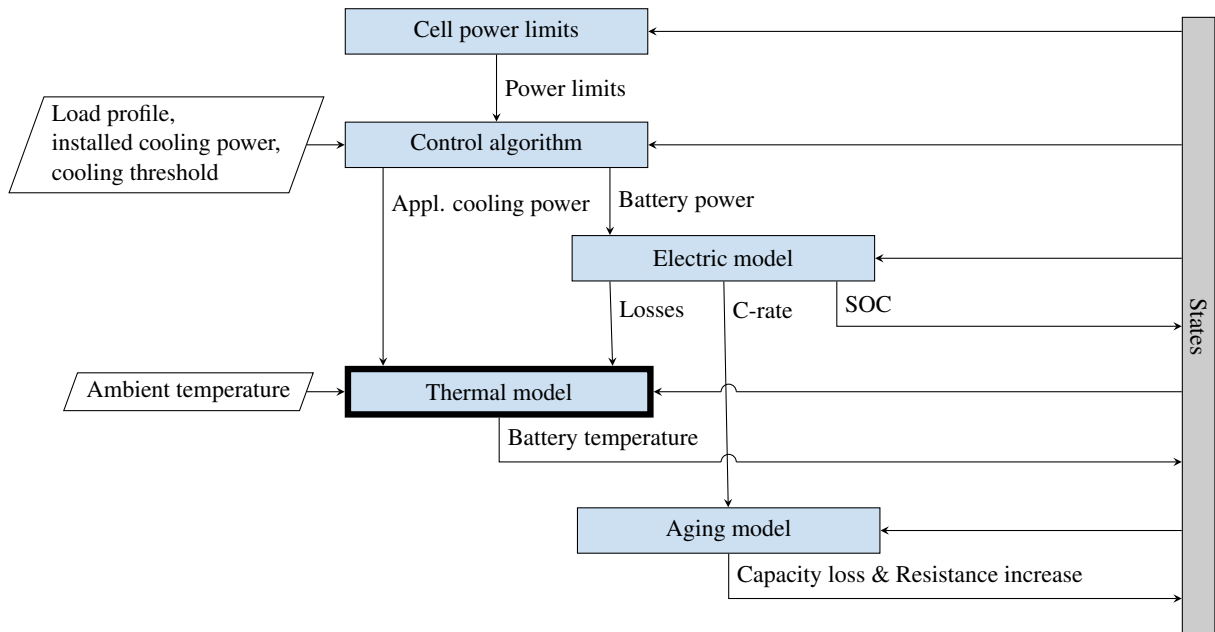 Cell power limits
Power limits
Load profile,
installed cooling power,
cooling threshold
Control algorithm
Appl. cooling power
Battery power
Electric model
Losses
C-rate
SOC
States
Ambient temperature
Thermal model
Battery temperature
Aging model
Capacity loss & Resistance increase